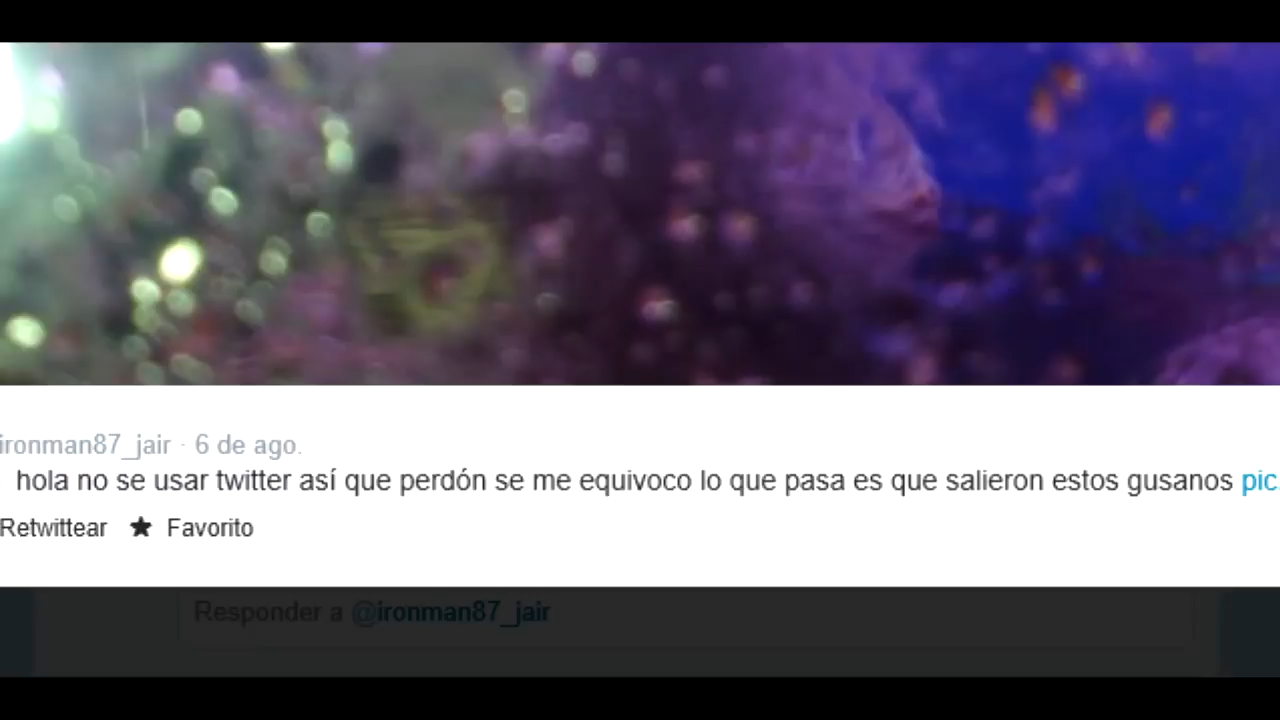 ironman87_jair · 6 de ago.
hola no se usar twitter así que perdón se me equivoco lo que pasa es que salieron estos gusanos pic.
Retwittear ★ Favorito
Responder a @ironman87_jair